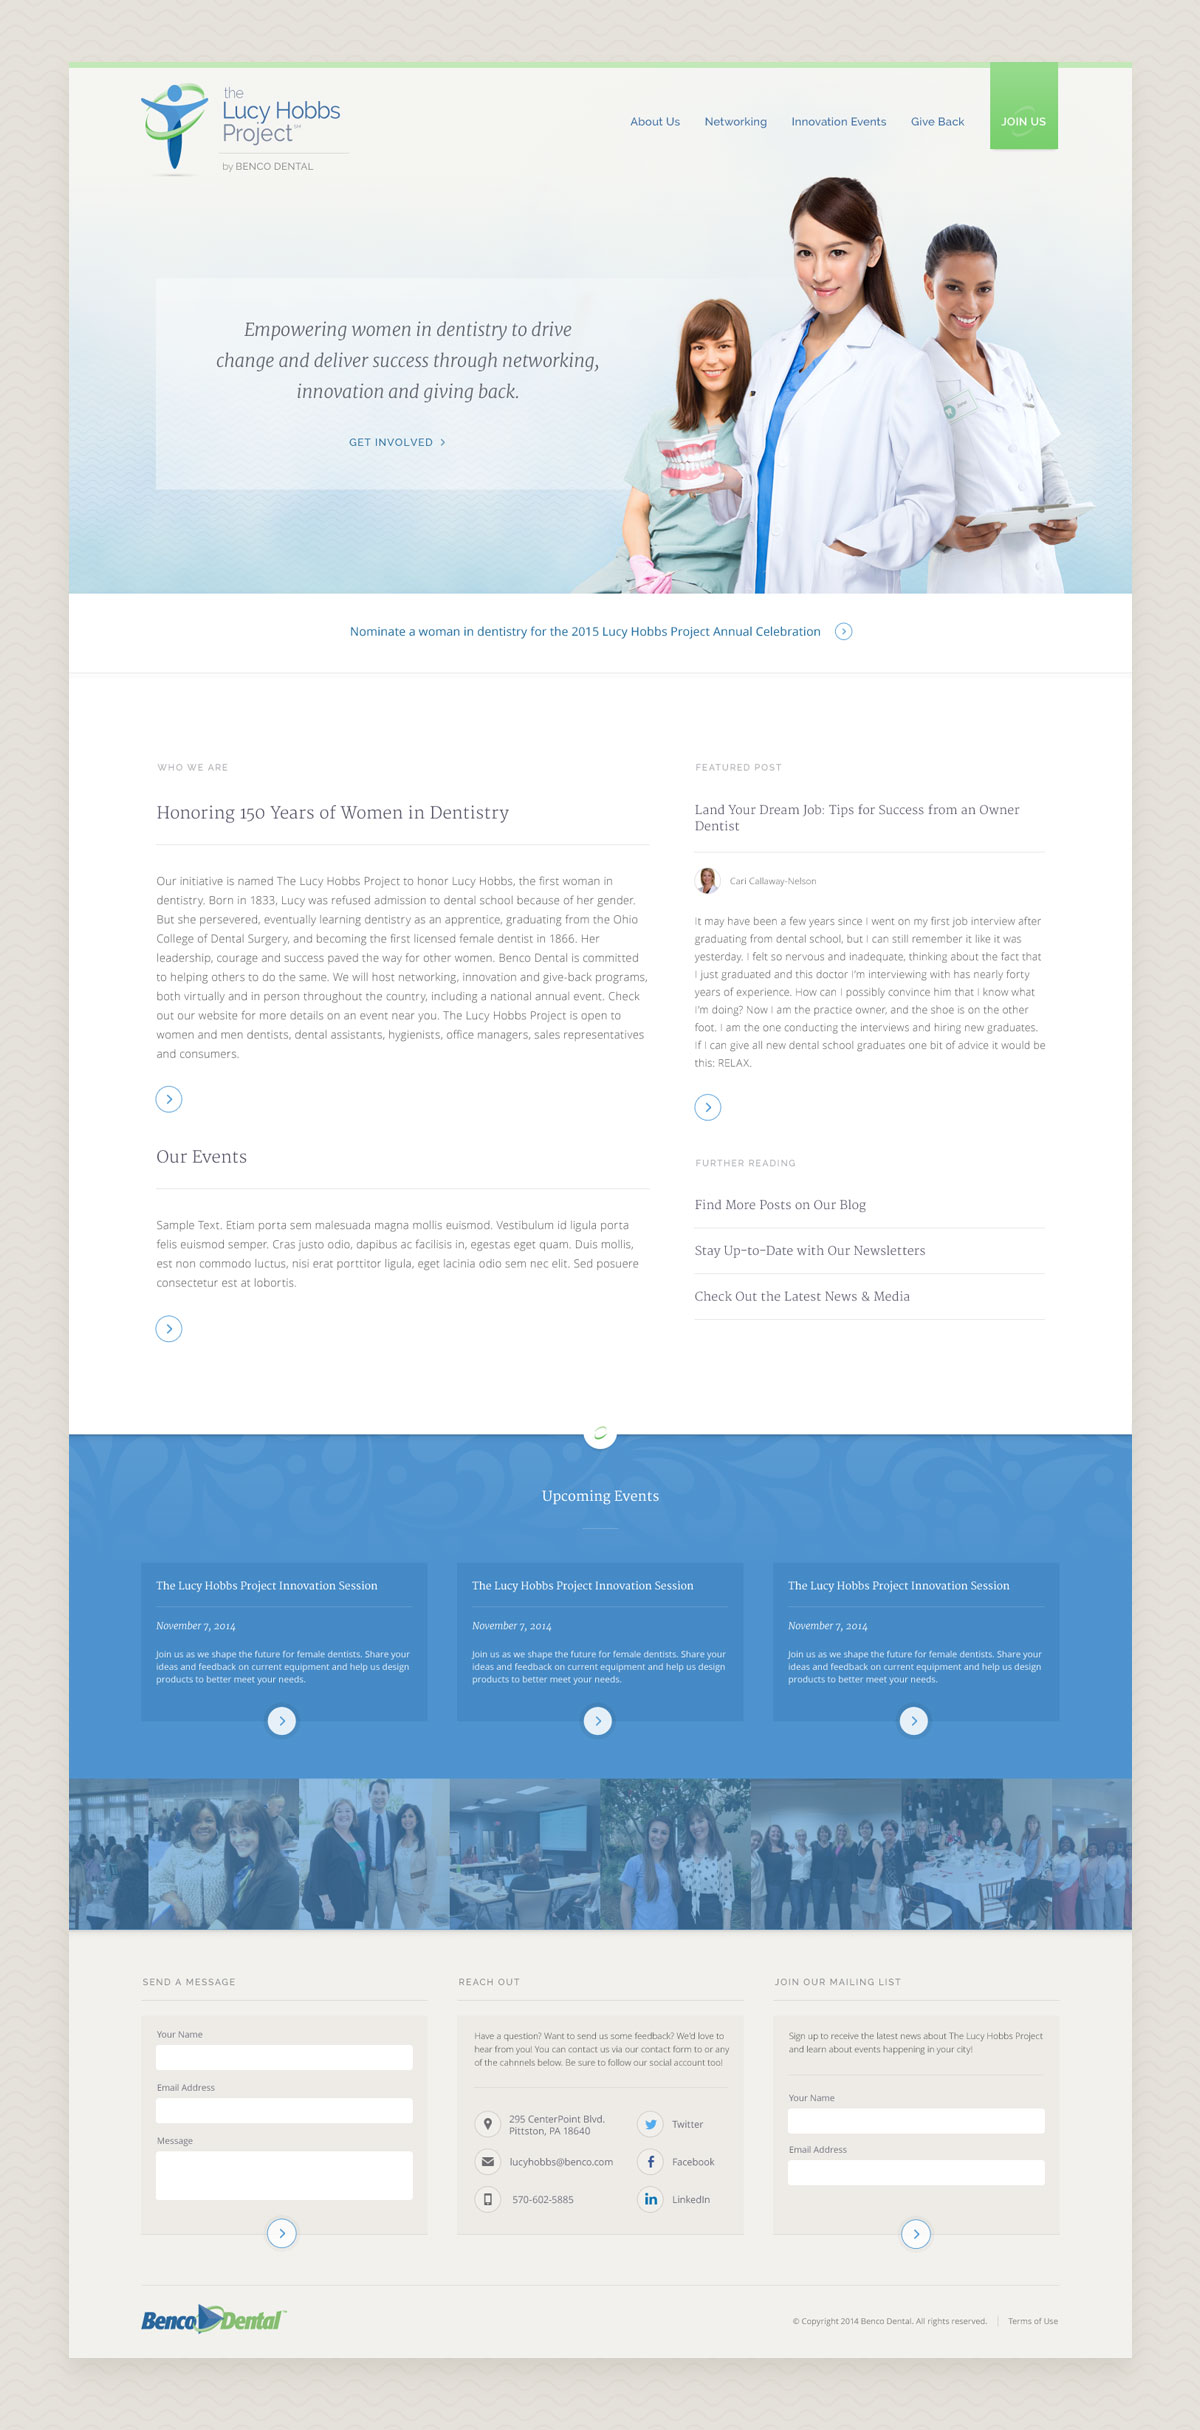 the
Lucy Hobbs
Project℠
by BENCO DENTAL
About Us
Networking
Innovation Events
Give Back
JOIN US
Empowering women in dentistry to drive
change and deliver success through networking,
innovation and giving back.
GET INVOLVED
Nominate a woman in dentistry for the 2015 Lucy Hobbs Project Annual Celebration
WHO WE ARE
Honoring 150 Years of Women in Dentistry
Our initiative is named The Lucy Hobbs Project to honor Lucy Hobbs, the first woman in
dentistry. Born in 1833, Lucy was refused admission to dental school because of her gender.
But she persevered, eventually learning dentistry as an apprentice, graduating from the Ohio
College of Dental Surgery, and becoming the first licensed female dentist in 1866. Her
leadership, courage and success paved the way for other women. Benco Dental is committed
to helping others to do the same. We will host networking, innovation and give-back programs,
both virtually and in person throughout the country, including a national annual event. Check
out our website for more details on an event near you. The Lucy Hobbs Project is open to
women and men dentists, dental assistants, hygienists, office managers, sales representatives
and consumers.
Our Events
Sample Text. Etiam porta sem malesuada magna mollis euismod. Vestibulum id ligula porta
felis euismod semper. Cras justo odio, dapibus ac facilisis in, egestas eget quam. Duis mollis,
est non commodo luctus, nisi erat porttitor ligula, eget lacinia odio sem nec elit. Sed posuere
consectetur est at lobortis.
FEATURED POST
Land Your Dream Job: Tips for Success from an Owner
Dentist
Cari Callaway-Nelson
It may have been a few years since I went on my first job interview after
graduating from dental school, but I can still remember it like it was
yesterday. I felt so nervous and inadequate, thinking about the fact that
I just graduated and this doctor I'm interviewing with has nearly forty
years of experience. How can I possibly convince him that I know what
I'm doing? Now I am the practice owner, and the shoe is on the other
foot. I am the one conducting the interviews and hiring new graduates.
If I can give all new dental school graduates one bit of advice it would be
this: RELAX.
FURTHER READING
Find More Posts on Our Blog
Stay Up-to-Date with Our Newsletters
Check Out the Latest News & Media
Upcoming Events
The Lucy Hobbs Project Innovation Session
November 7, 2014
Join us as we shape the future for female dentists. Share your
ideas and feedback on current equipment and help us design
products to better meet your needs.
The Lucy Hobbs Project Innovation Session
November 7, 2014
Join us as we shape the future for female dentists. Share your
ideas and feedback on current equipment and help us design
products to better meet your needs.
The Lucy Hobbs Project Innovation Session
November 7, 2014
Join us as we shape the future for female dentists. Share your
ideas and feedback on current equipment and help us design
products to better meet your needs.
SEND A MESSAGE
Your Name
Email Address
Message
REACH OUT
Have a question? Want to send us some feedback? We'd love to
hear from you! You can contact us via our contact form to or any
of the cahnnels below. Be sure to follow our social account too!
295 CenterPoint Blvd.
Pittston, PA 18640
lucyhobbs@benco.com
570-602-5885
Twitter
Facebook
LinkedIn
JOIN OUR MAILING LIST
Sign up to receive the latest news about The Lucy Hobbs Project
and learn about events happening in your city!
Your Name
Email Address
Benco Dental™
© Copyright 2014 Benco Dental. All rights reserved.
Terms of Use